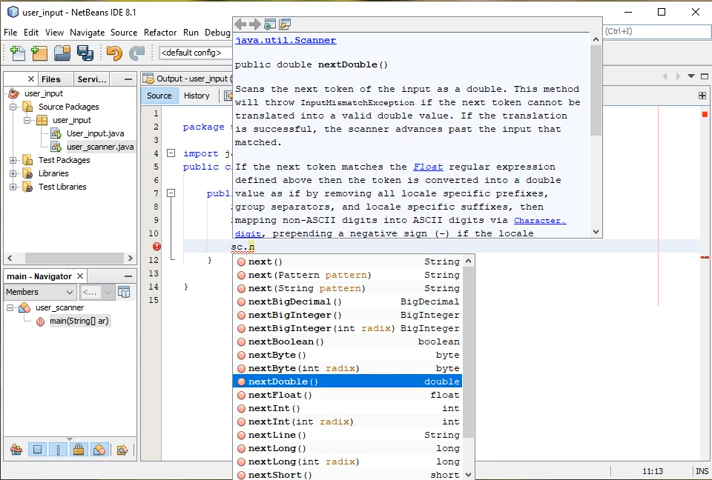 user_input - NetBeans IDE 8.1
File Edit View Navigate Source Refactor Run Debug
(Ctrl+I)
<default config>
java.util.Scanner
public double nextDouble()
Scans the next token of the input as a double. This method
will throw InputMismatchException if the next token cannot be
translated into a valid double value. If the translation
is successful, the scanner advances past the input that
matched.
If the next token matches the Float regular expression
defined above then the token is converted into a double
value as if by removing all locale specific prefixes,
group separators, and locale specific suffixes, then
mapping non-ASCII digits into ASCII digits via Character.
digit, prepending a negative sign (-) if the locale
Files Servi...
user_input
Source Packages
user_input
User_input.java
user_scanner.java
Test Packages
Libraries
Test Libraries
Output - user_input (
Source History
1
2 package
3
4 import j
5 public c
6
7 publ
8
9
10
sc.n
12 }
13
14 }
15
next() String
next(Pattern pattern) String
next(String pattern) String
nextBigDecimal() BigDecimal
nextBigInteger() BigInteger
nextBigInteger(int radix) BigInteger
nextBoolean() boolean
nextByte() byte
nextByte(int radix) byte
nextDouble() double
nextFloat() float
nextInt() int
nextInt(int radix) int
nextLine() String
nextLong() long
nextLong(int radix) long
nextShort() short
main - Navigator
Members <...
user_scanner
main(String[] ar)
11:13 INS